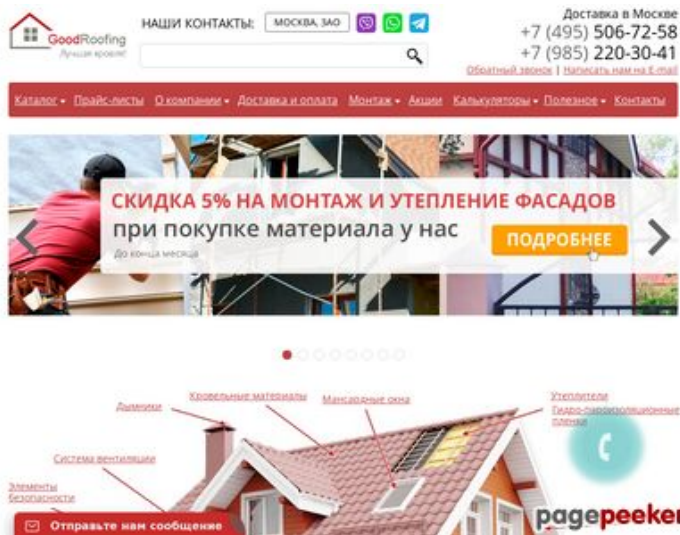 GoodRoofing
Лучшая кровля!
НАШИ КОНТАКТЫ:
МОСКВА, ЗАО
Доставка в Москве
+7 (495) 506-72-58
+7 (985) 220-30-41
Обратный звонок | Написать нам на E-mail
Каталог Прайс-листы О компании Доставка и оплата Монтаж Акции Калькуляторы Полезное Контакты
СКИДКА 5% НА МОНТАЖ И УТЕПЛЕНИЕ ФАСАДОВ
при покупке материала у нас
До конца месяца
ПОДРОБНЕЕ
Дымники
Кровельные материалы
Мансардные окна
Утеплители
Гидро-пароизоляционные
пленки
Система вентиляции
Элементы
безопасности
Отправьте нам сообщение
pagepeeker